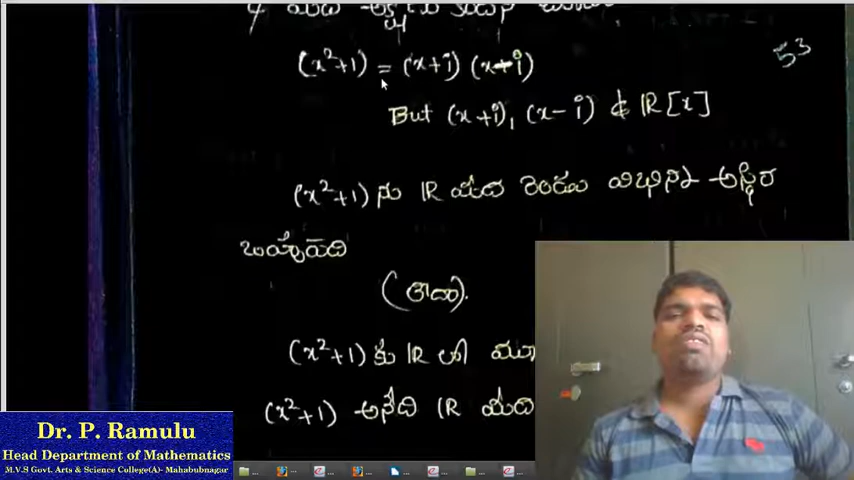 53
(x²+1) = (x+i) (x-i)
But (x+i), (x-i) ∉ ℝ[x]
(x²+1) ను ℝ మీద రెండు విభిన్న
బహుపది
(లేదా).
(x²+1) కు ℝ లో
(x²+1) అనేది ℝ మీద
Dr. P. Ramulu
Head Department of Mathematics
M.V.S Govt. Arts & Science College(A)- Mahabubnagar